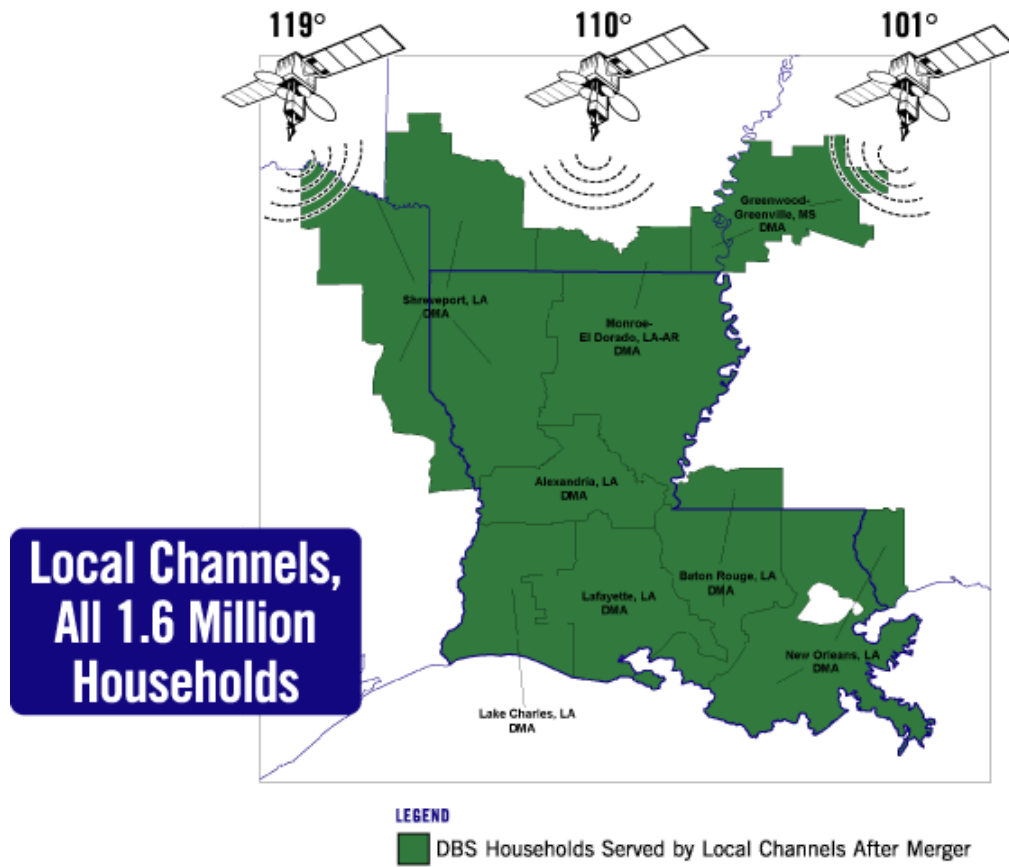 119°
110°
101°
Greenwood-
Greenville, MS
DMA
Shreveport, LA
DMA
Monroe-
El Dorado, LA-AR
DMA
Alexandria, LA
DMA
Local Channels,
All 1.6 Million
Households
Baton Rouge, LA
DMA
Lafayette, LA
DMA
New Orleans, LA
DMA
Lake Charles, LA
DMA
LEGEND
DBS Households Served by Local Channels After Merger